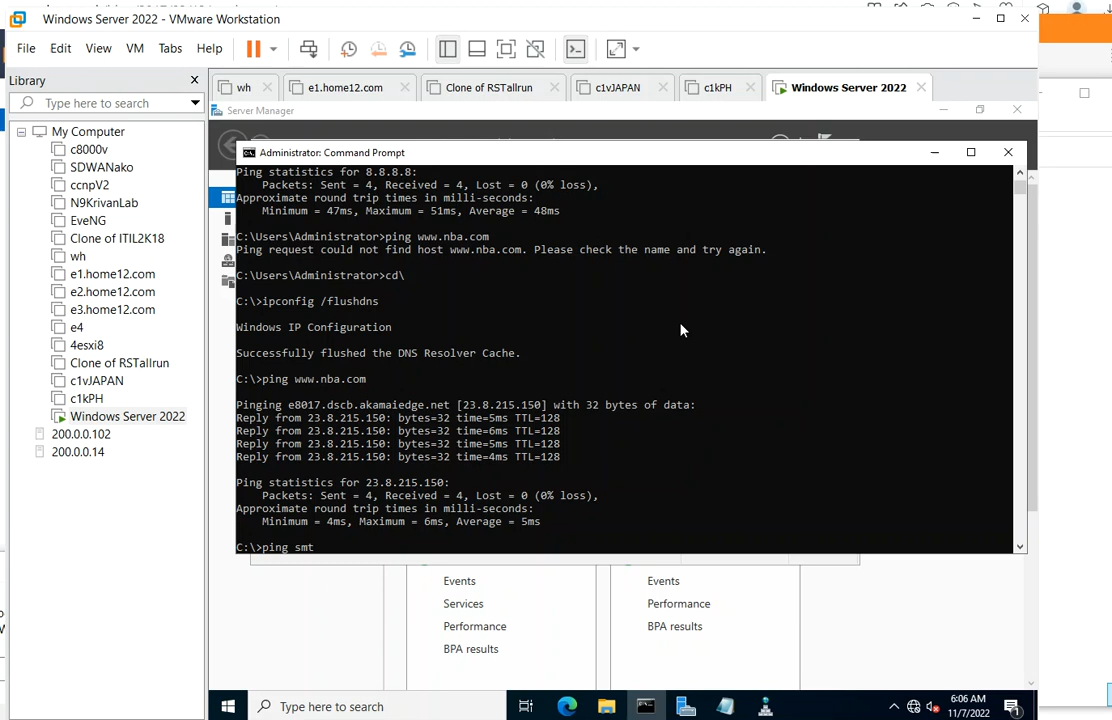 Windows Server 2022 - VMware Workstation
File Edit View VM Tabs Help
Library
Type here to search
My Computer
c8000v
SDWANako
ccnpV2
N9KrivanLab
EveNG
Clone of ITIL2K18
wh
e1.home12.com
e2.home12.com
e3.home12.com
e4
4esxi8
Clone of RSTallrun
c1vJAPAN
c1kPH
Windows Server 2022
200.0.0.102
200.0.0.14
wh e1.home12.com Clone of RSTallrun c1vJAPAN c1kPH Windows Server 2022
Server Manager
Administrator: Command Prompt
Ping statistics for 8.8.8.8:
Packets: Sent = 4, Received = 4, Lost = 0 (0% loss),
Approximate round trip times in milli-seconds:
Minimum = 47ms, Maximum = 51ms, Average = 48ms
C:\Users\Administrator>ping www.nba.com
Ping request could not find host www.nba.com. Please check the name and try again.
C:\Users\Administrator>cd\
C:\>ipconfig /flushdns
Windows IP Configuration
Successfully flushed the DNS Resolver Cache.
C:\>ping www.nba.com
Pinging e8017.dscb.akamaiedge.net [23.8.215.150] with 32 bytes of data:
Reply from 23.8.215.150: bytes=32 time=5ms TTL=128
Reply from 23.8.215.150: bytes=32 time=6ms TTL=128
Reply from 23.8.215.150: bytes=32 time=5ms TTL=128
Reply from 23.8.215.150: bytes=32 time=4ms TTL=128
Ping statistics for 23.8.215.150:
Packets: Sent = 4, Received = 4, Lost = 0 (0% loss),
Approximate round trip times in milli-seconds:
Minimum = 4ms, Maximum = 6ms, Average = 5ms
C:\>ping smt
Events
Services
Performance
BPA results
Events
Performance
BPA results
Type here to search
6:06 AM
11/7/2022
1